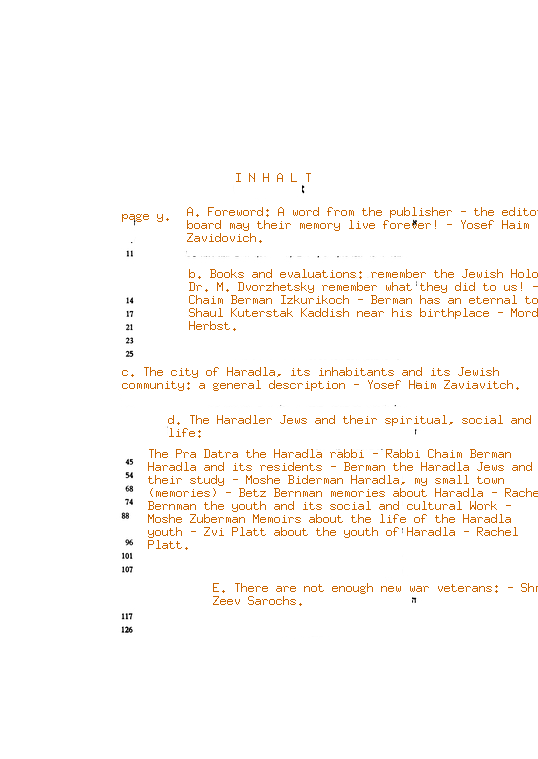 I N H A L T
page y.
A. Foreword: A word from the publisher - the edito
board may their memory live forever! - Yosef Haim
Zavidovich.
11
b. Books and evaluations: remember the Jewish Holo
Dr. M. Dvorzhetsky remember what they did to us! -
14 Chaim Berman Izkurikoch - Berman has an eternal to
17 Shaul Kuterstak Kaddish near his birthplace - Mord
21 Herbst.
23
25
c. The city of Haradla, its inhabitants and its Jewish
community: a general description - Yosef Haim Zaviavitch.
d. The Haradler Jews and their spiritual, social and
life:
The Pra Datra the Haradla rabbi - Rabbi Chaim Berman
45 Haradla and its residents - Berman the Haradla Jews and
54 their study - Moshe Biderman Haradla, my small town
68 (memories) - Betz Bernman memories about Haradla - Rache
74 Bernman the youth and its social and cultural Work -
88 Moshe Zuberman Memoirs about the life of the Haradla
youth - Zvi Platt about the youth of Haradla - Rachel
96 Platt.
101
107
E. There are not enough new war veterans: - Shr
Zeev Sarochs.
ה
117
126